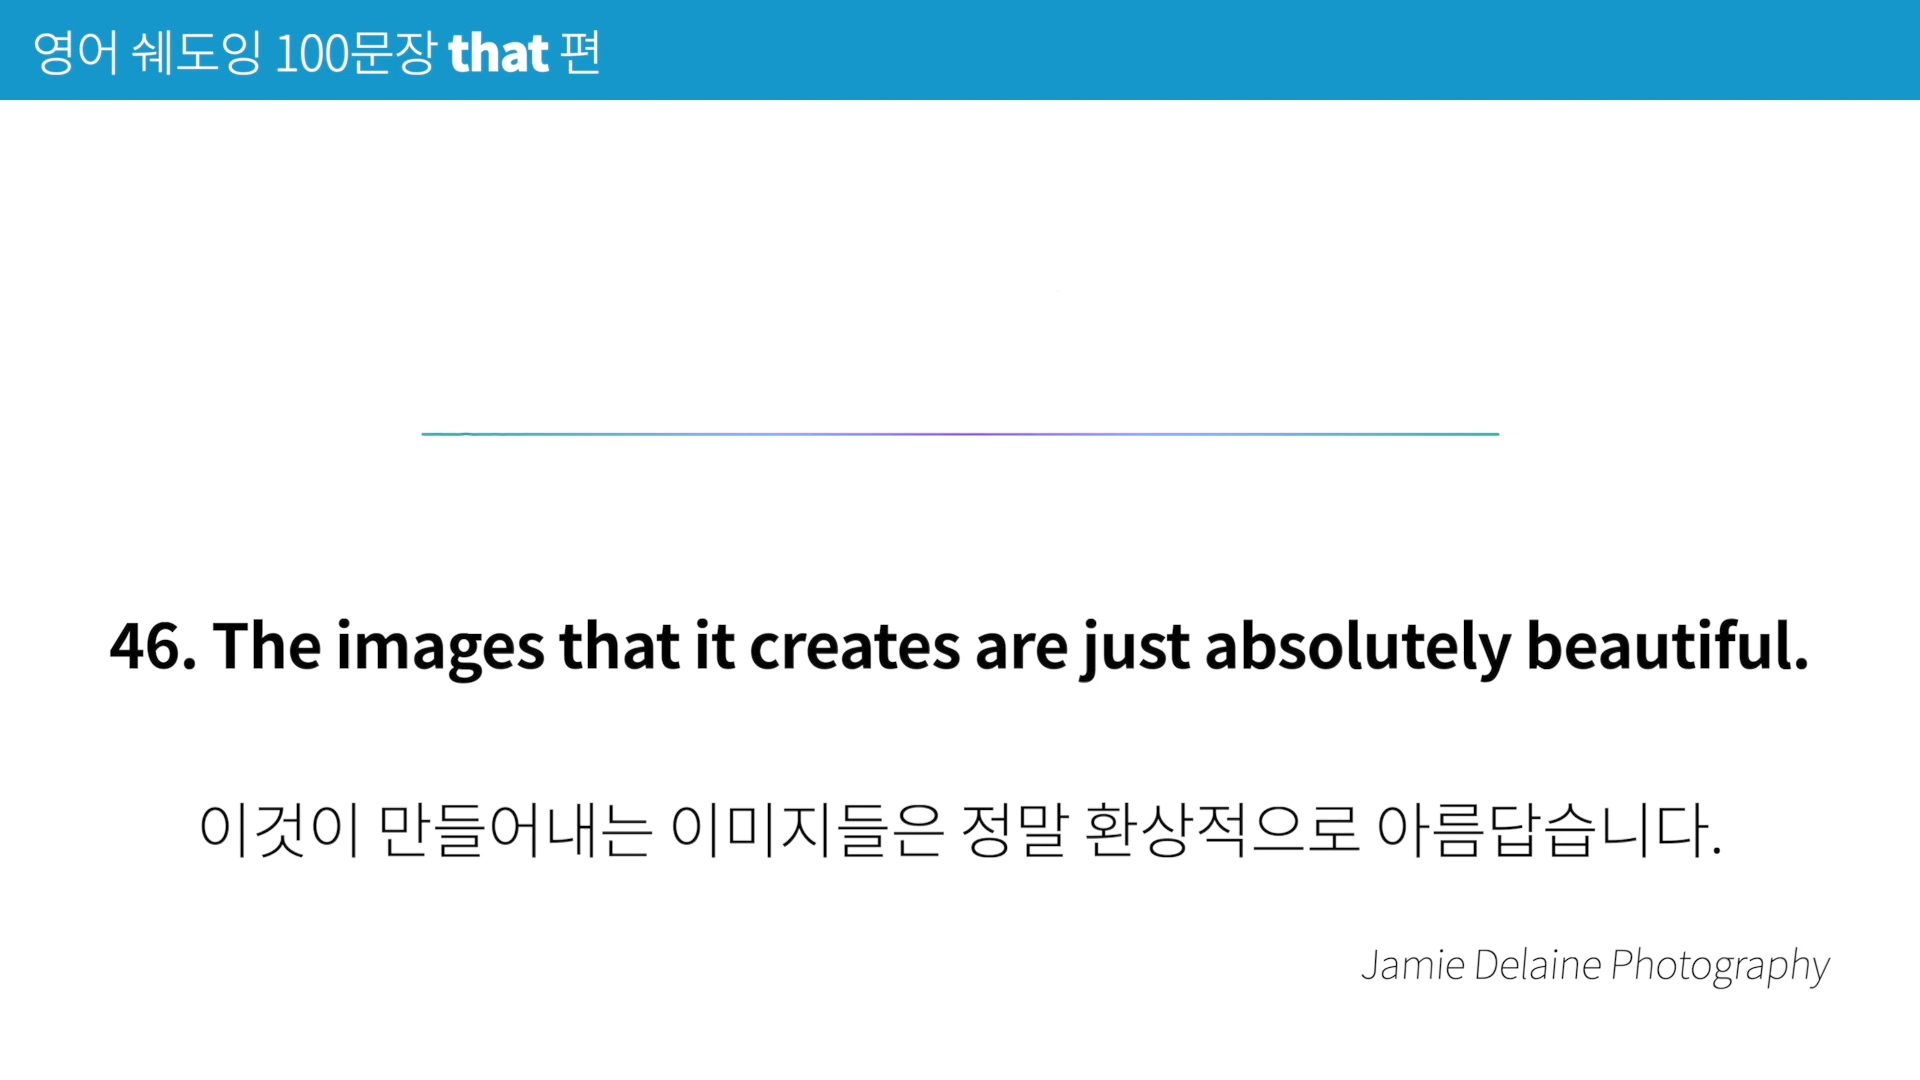 영어 쉐도잉 100문장 that 편
46. The images that it creates are just absolutely beautiful.
이것이 만들어내는 이미지들은 정말 환상적으로 아름답습니다.
Jamie Delaine Photography